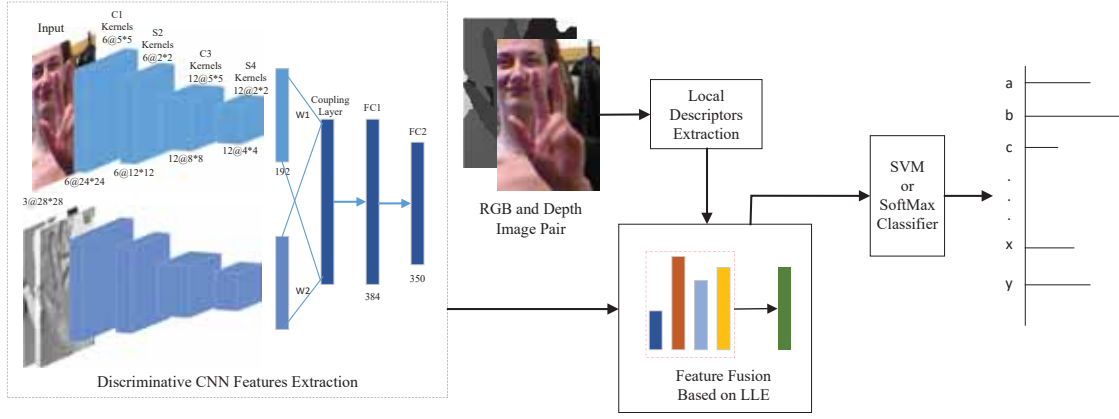 Input
C1
Kernels
6@5*5
S2
Kernels
6@2*2
C3
Kernels
12@5*5
S4
Kernels
12@2*2
6@24*24
6@12*12
12@8*8
12@4*4
3@28*28
192
W1
W2
Coupling
Layer
FC1
FC2
384
350
Discriminative CNN Features Extraction
RGB and Depth
Image Pair
Local
Descriptors
Extraction
Feature Fusion
Based on LLE
SVM
or
SoftMax
Classifier
a
b
c
.
.
.
x
y